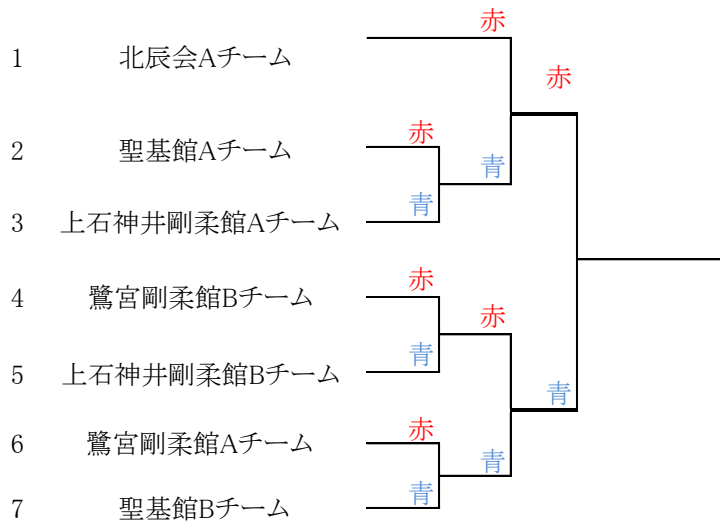 赤
1 北辰会Aチーム
赤
赤
2 聖基館Aチーム
青
青
3 上石神井剛柔館Aチーム
赤
4 鷺宮剛柔館Bチーム
赤
青
5 上石神井剛柔館Bチーム
青
赤
6 鷺宮剛柔館Aチーム
青
青
7 聖基館Bチーム